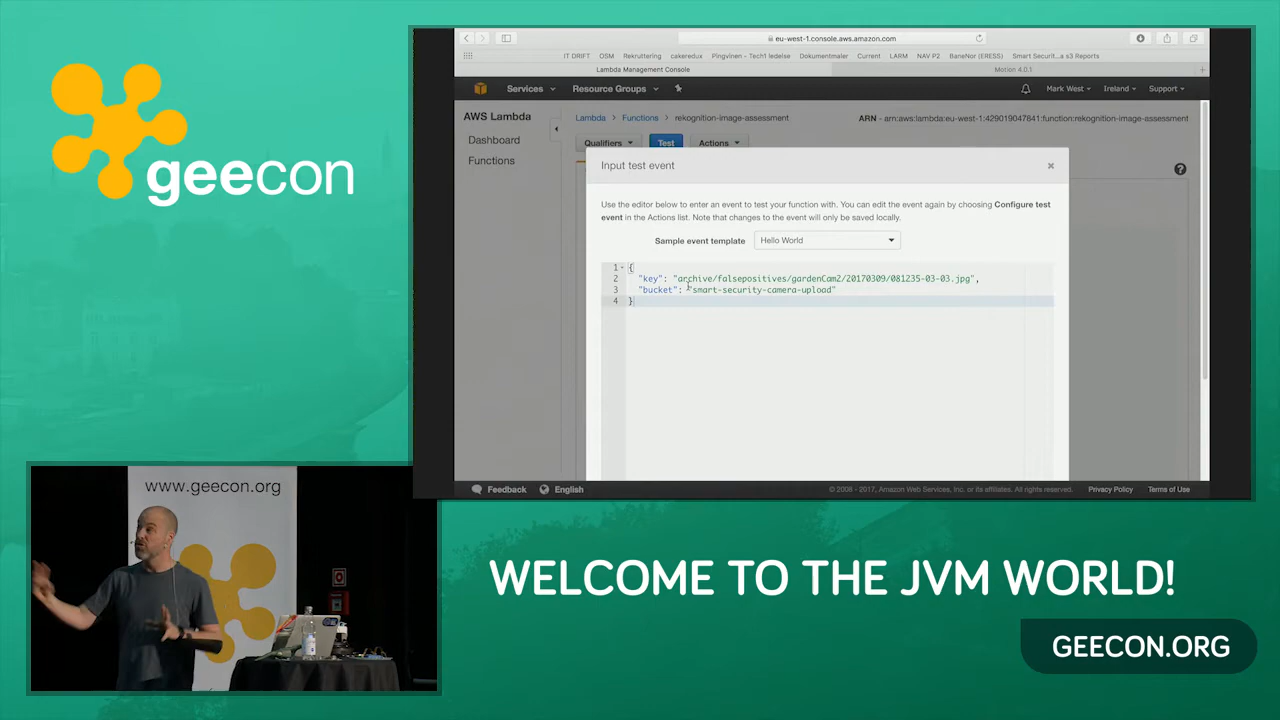 geecon
eu-west-1.console.aws.amazon.com
IT DRIFT OSM Rekruttering cakeredux Pingvinen - Tech1 ledelse Dokumentmaler Current LARM NAV P2 BaneNor (ERESS) Smart Securit...a s3 Reports
Lambda Management Console
Motion 4.0.1
Services Resource Groups Mark West Ireland Support
AWS Lambda
Dashboard
Functions
Lambda Functions rekognition-image-assessment
ARN - arn:aws:lambda:eu-west-1:429019047841:function:rekognition-image-assessment
Qualifiers Test Actions
Input test event
Use the editor below to enter an event to test your function with. You can edit the event again by choosing Configure test
event in the Actions list. Note that changes to the event will only be saved locally.
Sample event template Hello World
1 {
2 "key": "archive/falsepositives/gardenCam2/20170309/081235-03-03.jpg",
3 "bucket": "smart-security-camera-upload"
4 }
Feedback English
© 2008 - 2017, Amazon Web Services, Inc. or its affiliates. All rights reserved. Privacy Policy Terms of Use
www.geecon.org
WELCOME TO THE JVM WORLD!
GEECON.ORG